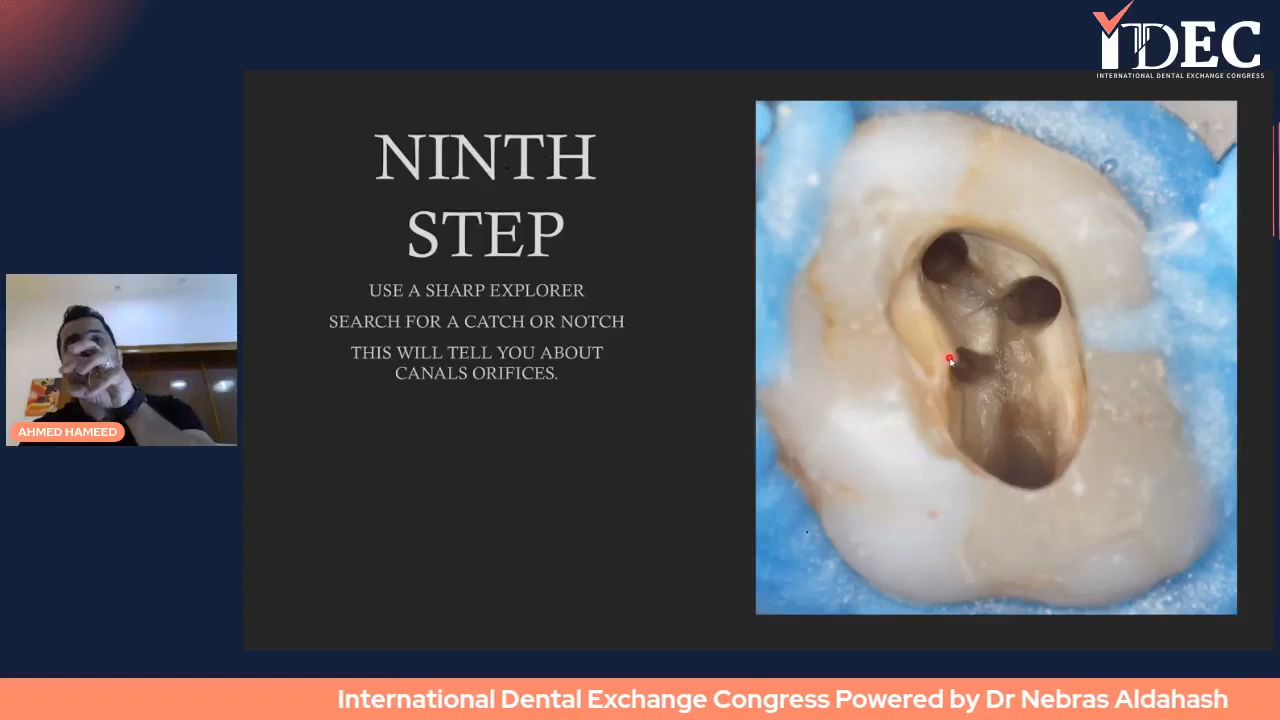 iDEC
INTERNATIONAL DENTAL EXCHANGE CONGRESS
NINTH
STEP
USE A SHARP EXPLORER
SEARCH FOR A CATCH OR NOTCH
THIS WILL TELL YOU ABOUT
CANALS ORIFICES.
AHMED HAMEED
International Dental Exchange Congress Powered by Dr Nebras Aldahash